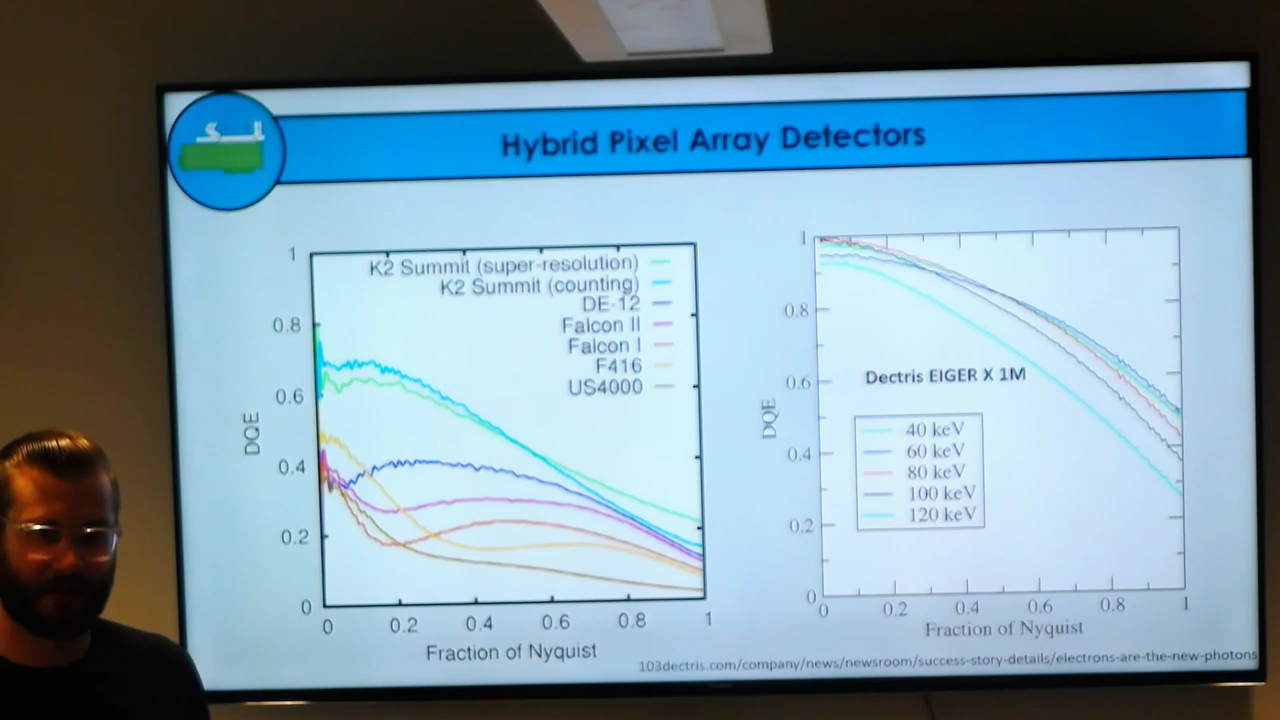 Hybrid Pixel Array Detectors
1
0.8
0.6
0.4
0.2
0
DQE
K2 Summit (super-resolution)
K2 Summit (counting)
DE-12
Falcon II
Falcon I
F416
US4000
0 0.2 0.4 0.6 0.8 1
Fraction of Nyquist
1
0.8
0.6
0.4
0.2
0
DQE
Dectris EIGER X 1M
40 keV
60 keV
80 keV
100 keV
120 keV
0 0.2 0.4 0.6 0.8 1
Fraction of Nyquist
103dectris.com/company/news/newsroom/success-story-details/electrons-are-the-new-photons